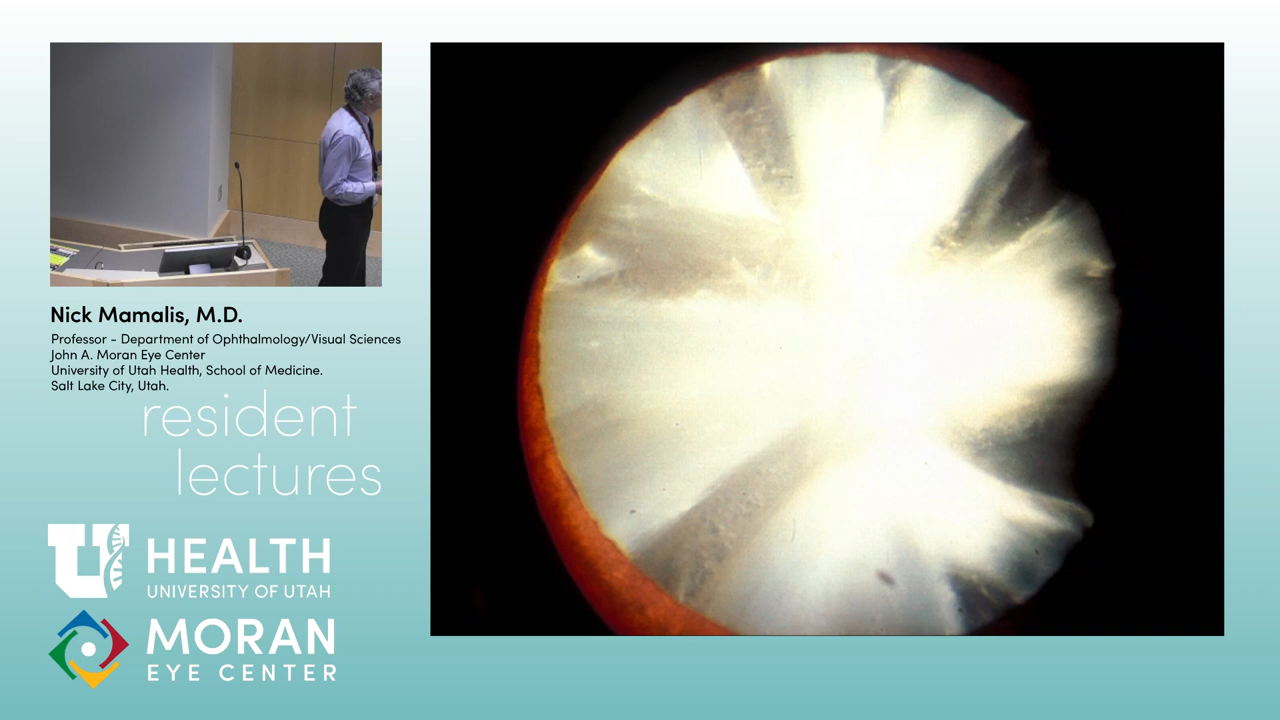 Nick Mamalis, M.D.
Professor - Department of Ophthalmology/Visual Sciences
John A. Moran Eye Center
University of Utah Health, School of Medicine.
Salt Lake City, Utah.
resident
lectures
U HEALTH
UNIVERSITY OF UTAH
MORAN
EYE CENTER